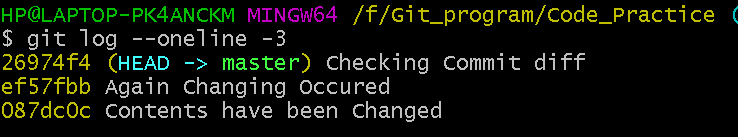 HP@LAPTOP-PK4ANCKM MINGW64 /f/Git_program/Code_Practice (
$ git log --oneline -3
26974f4 (HEAD -> master) Checking Commit diff
ef57fbb Again Changing Occured
087dc0c Contents have been Changed